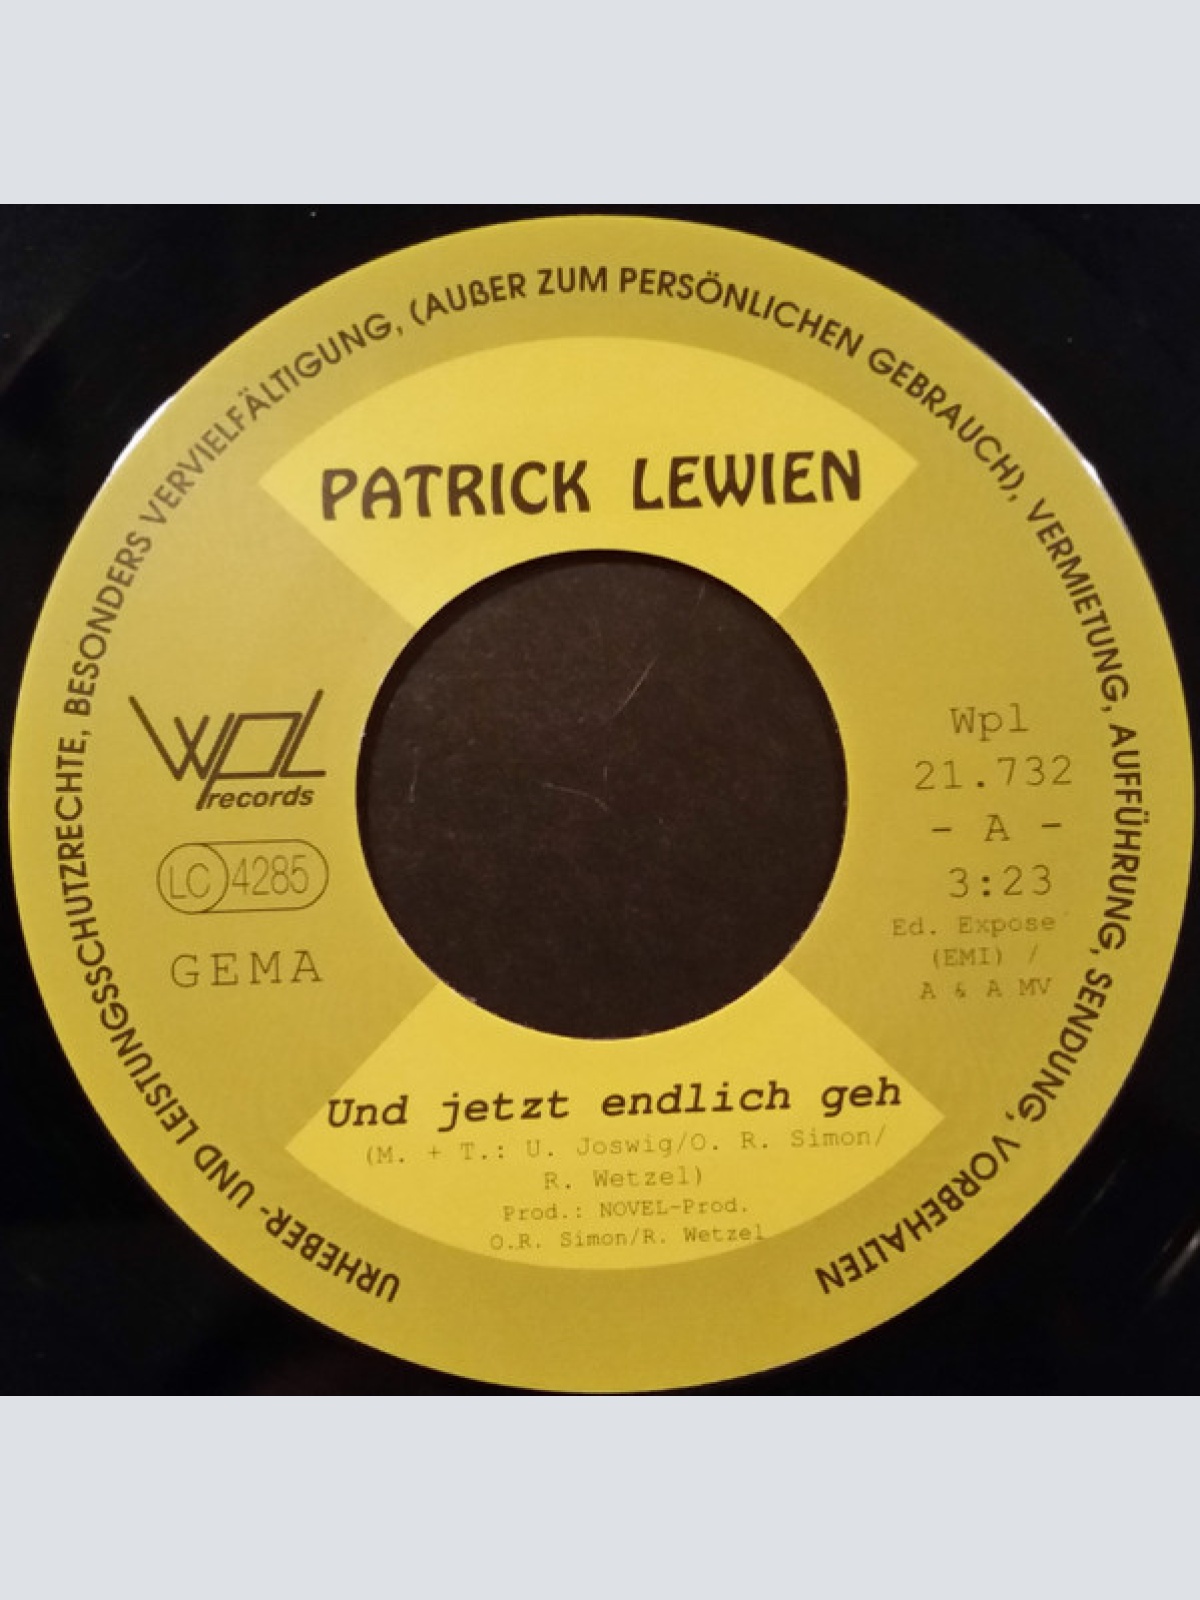 URHEBER- UND LEISTUNGSSCHUTZRECHTE, BESONDERS VERVIELFÄLTIGUNG, (AUßER ZUM PERSÖNLICHEN GEBRAUCH), VERMIETUNG, AUFFÜHRUNG, SENDUNG, VORBEHALTEN
PATRICK LEWIEN
wpl
records
LC 4285
GEMA
Wpl
21.732
- A -
3:23
Ed. Expose
(EMI) /
A & A MV
Und jetzt endlich geh
(M. + T.: U. Joswig/O. R. Simon/
R. Wetzel)
Prod.: NOVEL-Prod.
O.R. Simon/R. Wetzel